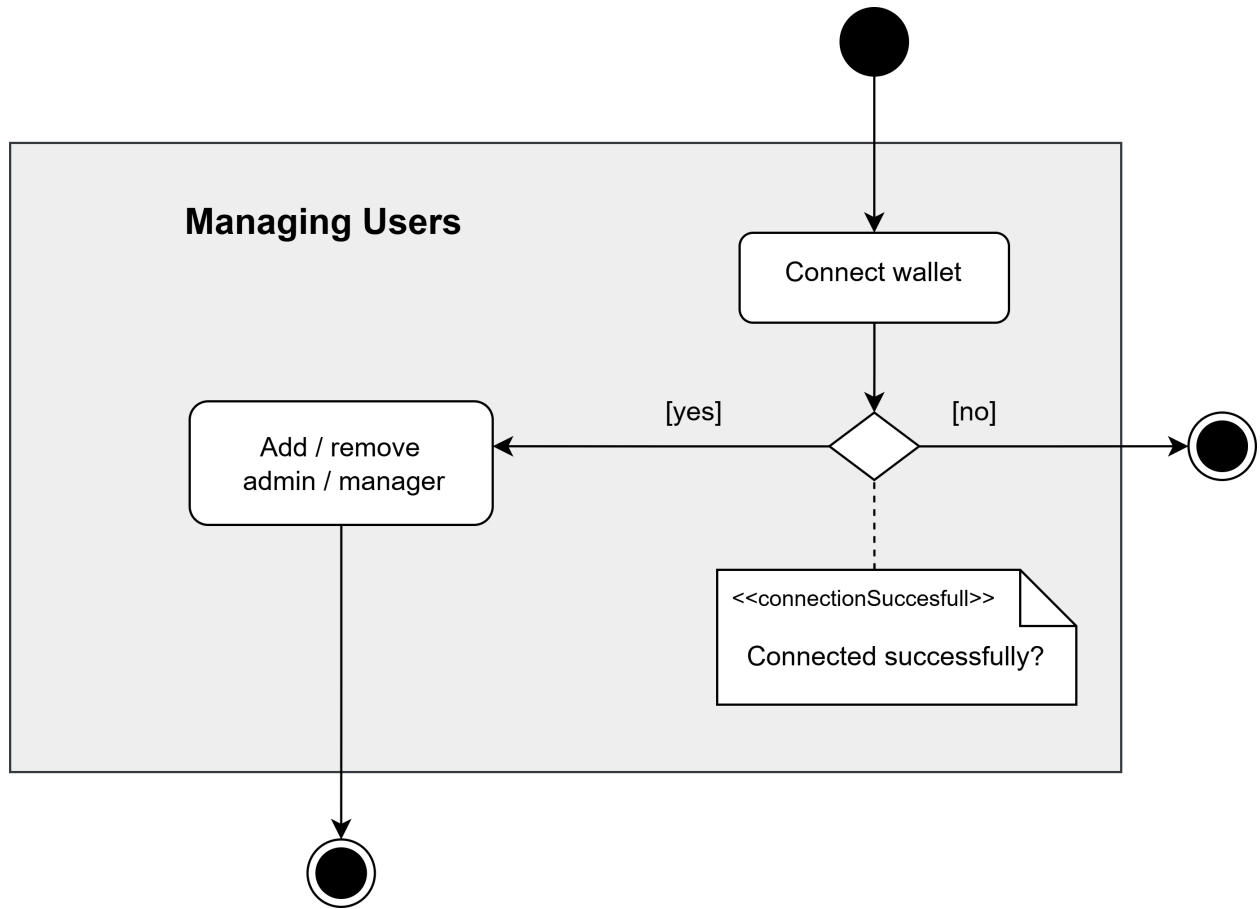 Managing Users
Connect wallet
[yes]
[no]
Add / remove
admin / manager
<<connectionSuccesfull>>
Connected successfully?